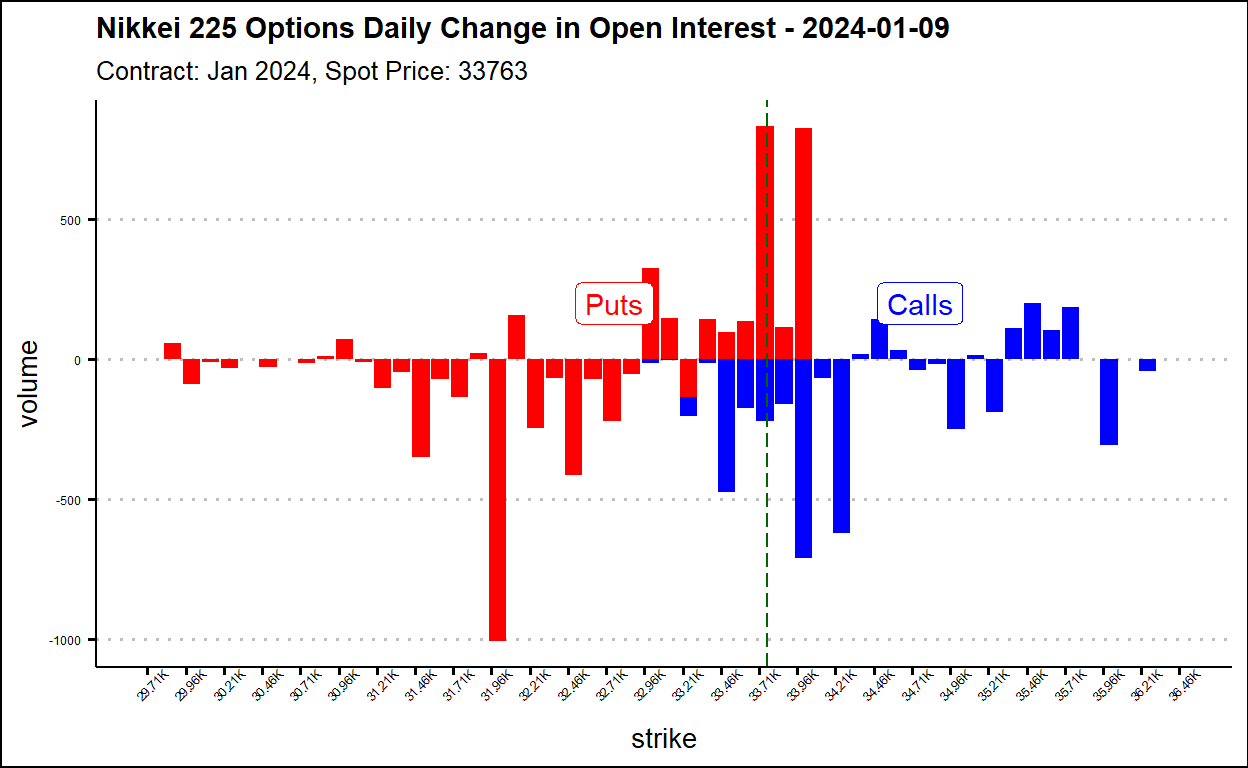 Nikkei 225 Options Daily Change in Open Interest - 2024-01-09
Contract: Jan 2024, Spot Price: 33763
volume
500
0
-500
-1000
Puts
Calls
29.71K
29.96K
30.21K
30.46K
30.71K
30.96K
31.21K
31.46K
31.71K
31.96K
32.21K
32.46K
32.71K
32.96K
33.21K
33.46K
33.71K
33.96K
34.21K
34.46K
34.71K
34.96K
35.21K
35.46K
35.71K
35.96K
36.21K
36.46K
strike